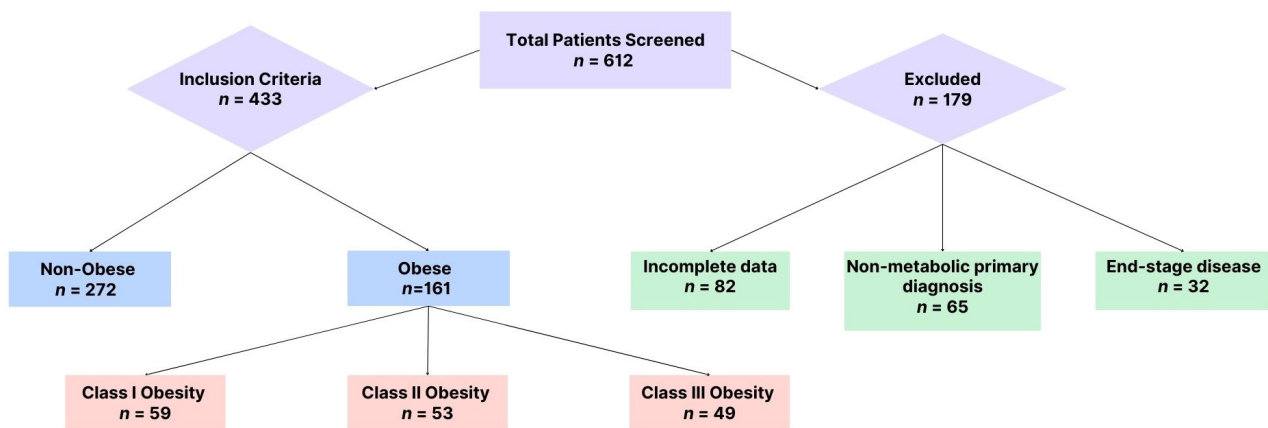 Total Patients Screened
n = 612
Inclusion Criteria
n = 433
Excluded
n = 179
Non-Obese
n = 272
Obese
n=161
Incomplete data
n = 82
Non-metabolic primary
diagnosis
n = 65
End-stage disease
n = 32
Class I Obesity
n = 59
Class II Obesity
n = 53
Class III Obesity
n = 49